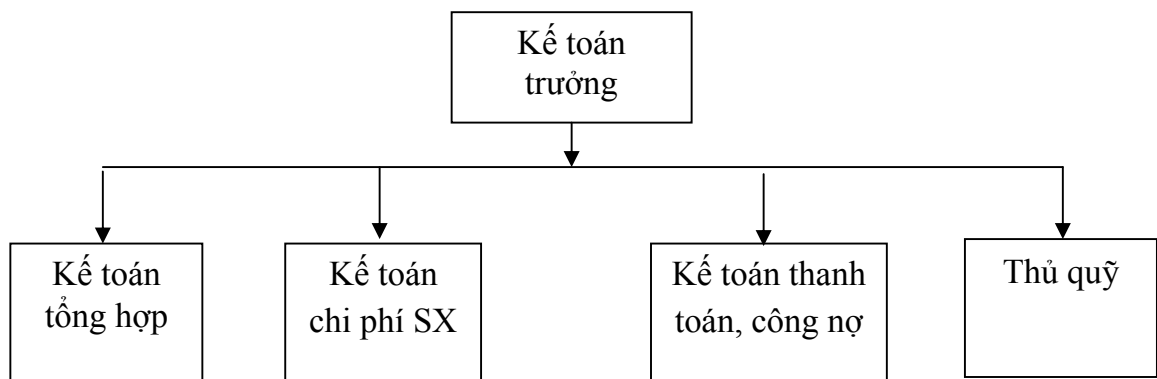 Kế toán
trưởng
Kế toán
tổng hợp
Kế toán
chi phí SX
Kế toán thanh
toán, công nợ
Thủ quỹ